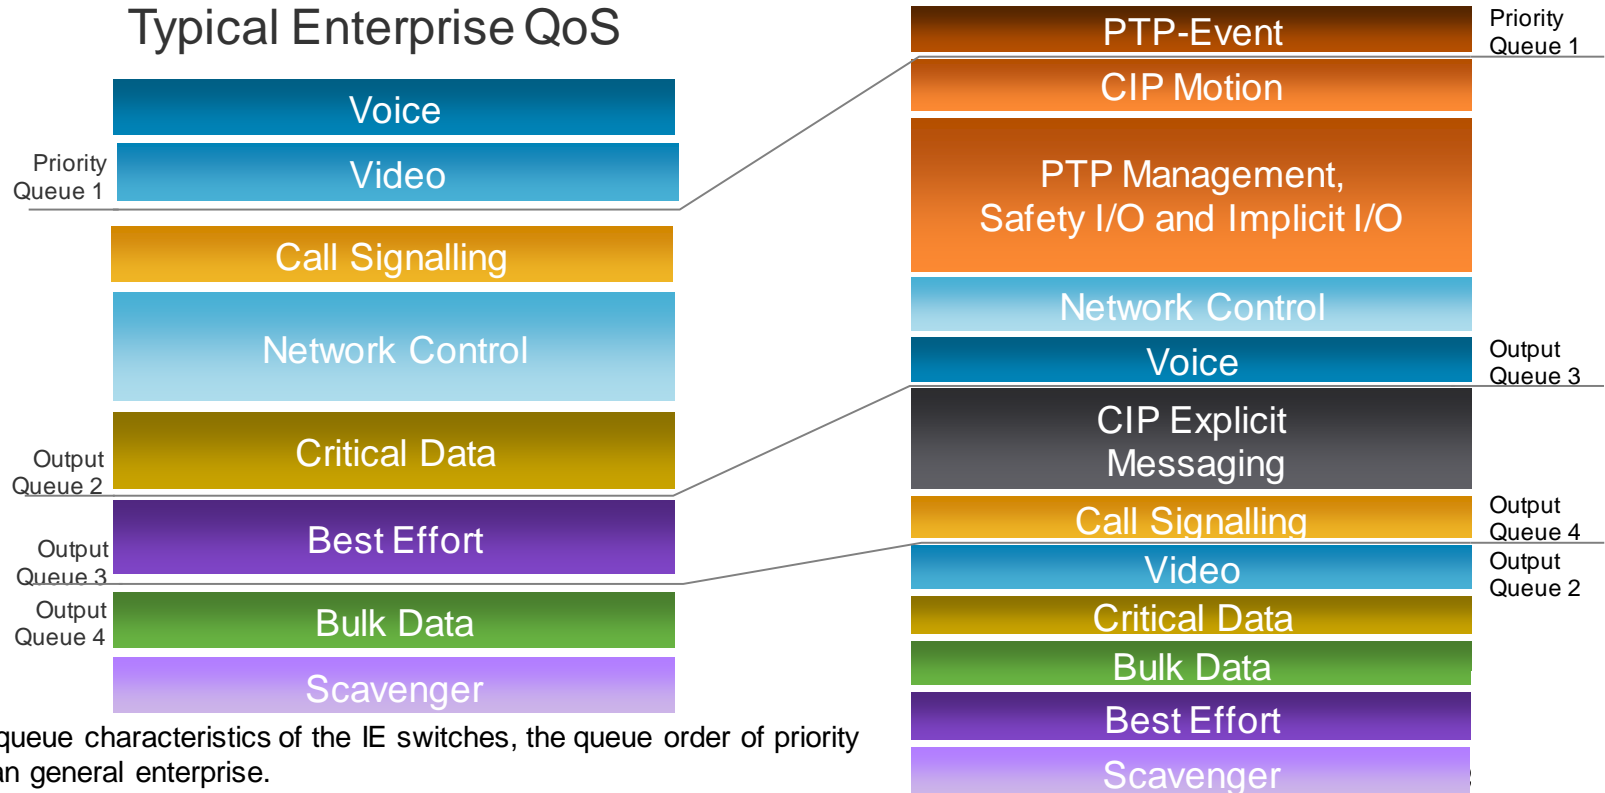 Typical Enterprise QoS
Voice
Video
Priority
Queue 1
Call Signalling
Network Control
Critical Data
Output
Queue 2
Best Effort
Output
Queue 3
Output
Queue 4
Bulk Data
Scavenger
queue characteristics of the IE switches, the queue order of priority
general enterprise.
PTP-Event
Priority
Queue 1
CIP Motion
PTP Management,
Safety I/O and Implicit I/O
Network Control
Voice
Output
Queue 3
CIP Explicit
Messaging
Call Signalling
Output
Queue 4
Video
Output
Queue 2
Critical Data
Bulk Data
Best Effort
Scavenger